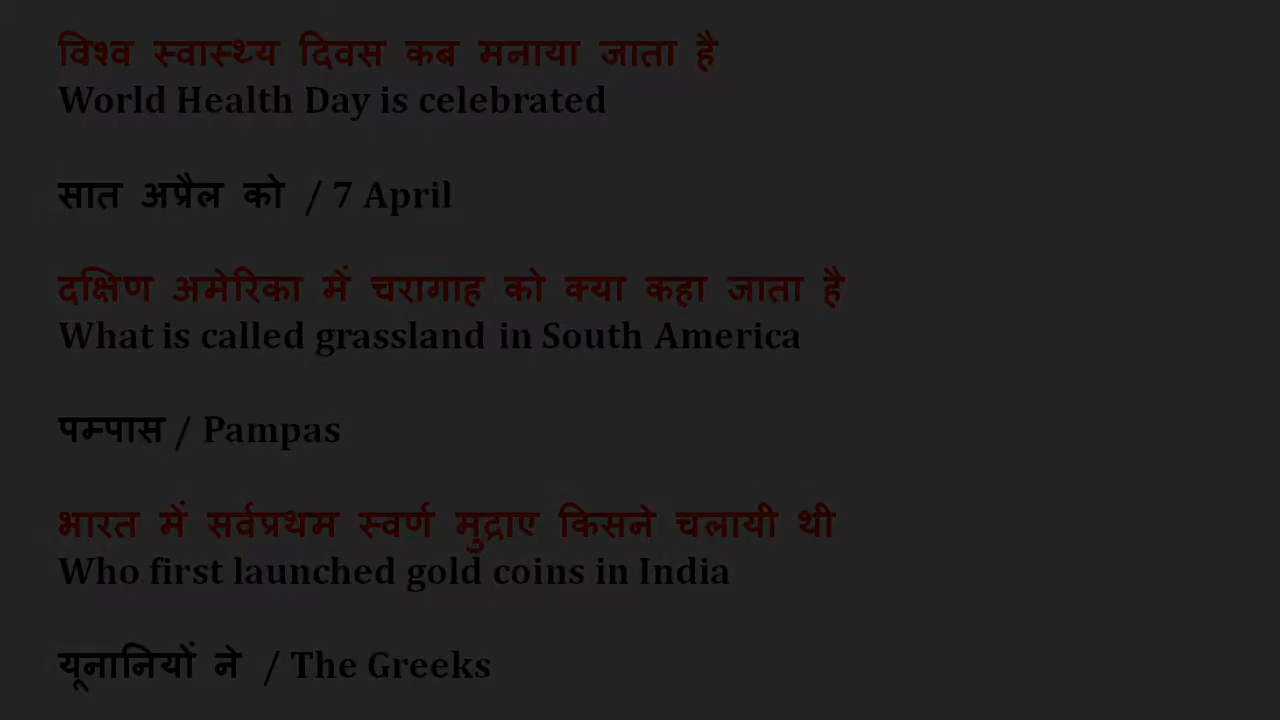 विश्व स्वास्थ्य दिवस कब मनाया जाता है
World Health Day is celebrated
सात अप्रैल को / 7 April
दक्षिण अमेरिका में चरागाह को क्या कहा जाता है
What is called grassland in South America
पम्पास / Pampas
भारत में सर्वप्रथम स्वर्ण मुद्राए किसने चलायी थी
Who first launched gold coins in India
यूनानियों ने / The Greeks